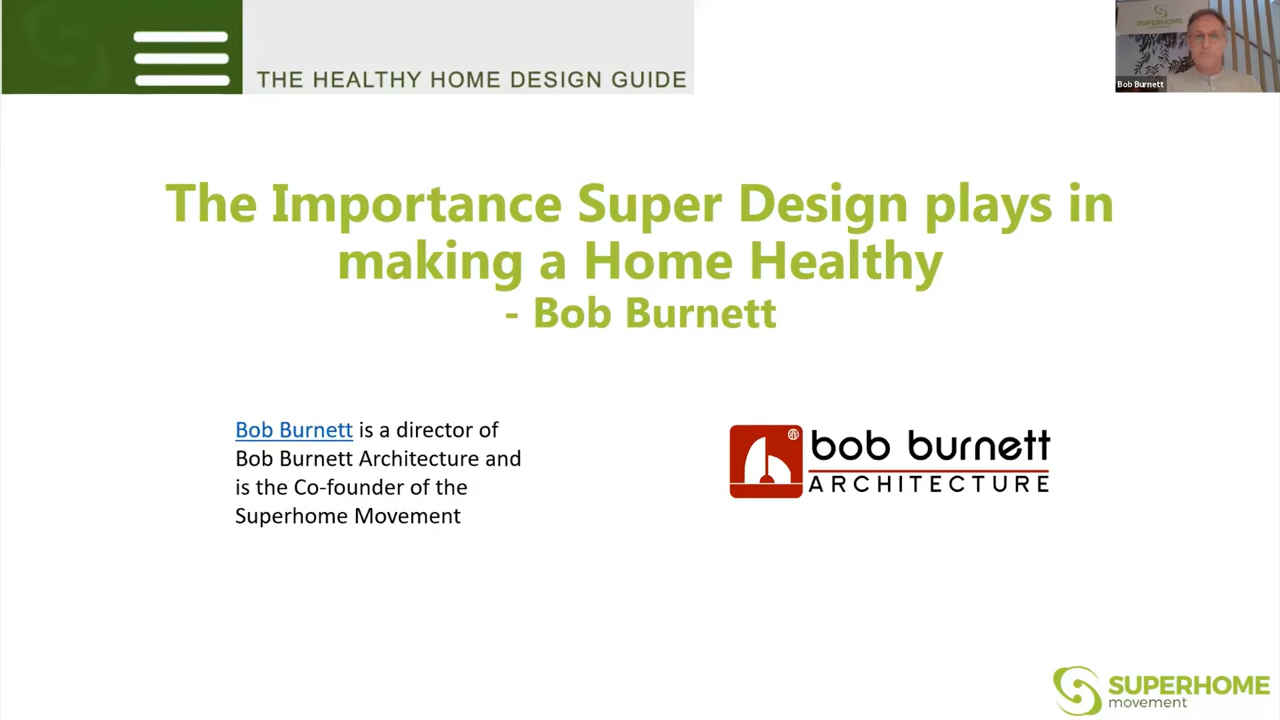 THE HEALTHY HOME DESIGN GUIDE
SUPERHOME
Bob Burnett
The Importance Super Design plays in
making a Home Healthy
- Bob Burnett
Bob Burnett is a director of
Bob Burnett Architecture and
is the Co-founder of the
Superhome Movement
bob burnett
ARCHITECTURE
SUPERHOME
movement